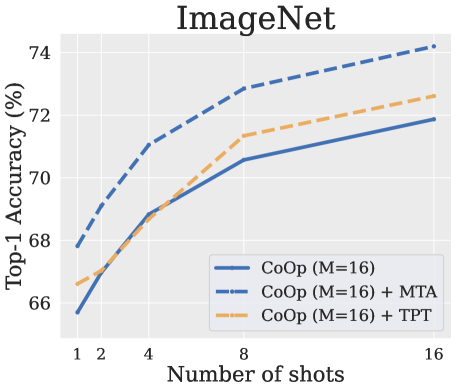 ImageNet
Top-1 Accuracy (%)
74
72
70
68
66
CoOp (M=16)
CoOp (M=16) + MTA
CoOp (M=16) + TPT
1 2 4 8 16
Number of shots